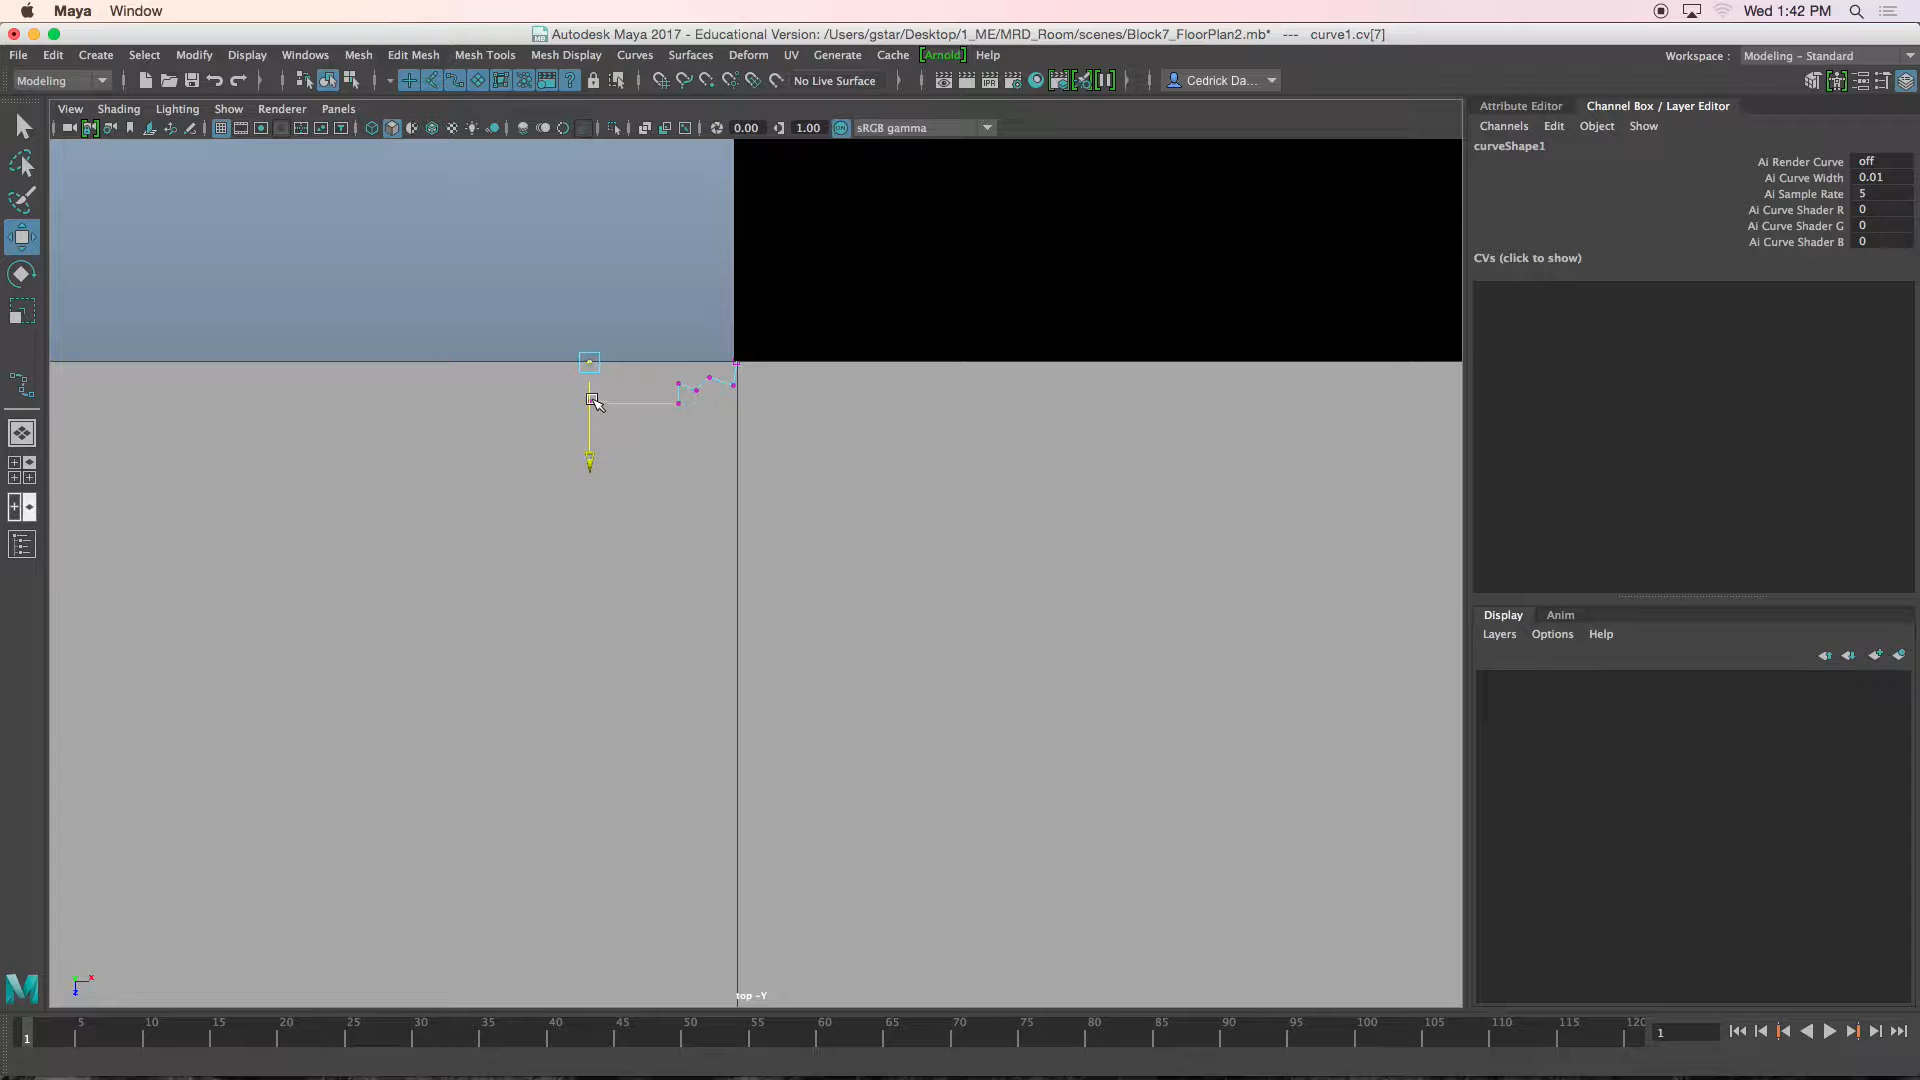 Maya Window Wed 1:42 PM
Autodesk Maya 2017 - Educational Version: /Users/gstar/Desktop/1_ME/MRD_Room/scenes/Block7_FloorPlan2.mb* --- curve1.cv[7]
File Edit Create Select Modify Display Windows Mesh Edit Mesh Mesh Tools Mesh Display Curves Surfaces Deform UV Generate Cache [Arnold] Help Workspace : Modeling - Standard
Modeling No Live Surface IPR Cedrick Da...
View Shading Lighting Show Renderer Panels Attribute Editor Channel Box / Layer Editor
0.00 1.00 ON sRGB gamma Channels Edit Object Show
curveShape1
Ai Render Curve off
Ai Curve Width 0.01
Ai Sample Rate 5
Ai Curve Shader R 0
Ai Curve Shader G 0
Ai Curve Shader B 0
CVs (click to show)
Display Anim
Layers Options Help
x
z
top -Y
5 10 15 20 25 30 35 40 45 50 55 60 65 70 75 80 85 90 95 100 105 110 115 120
1 1